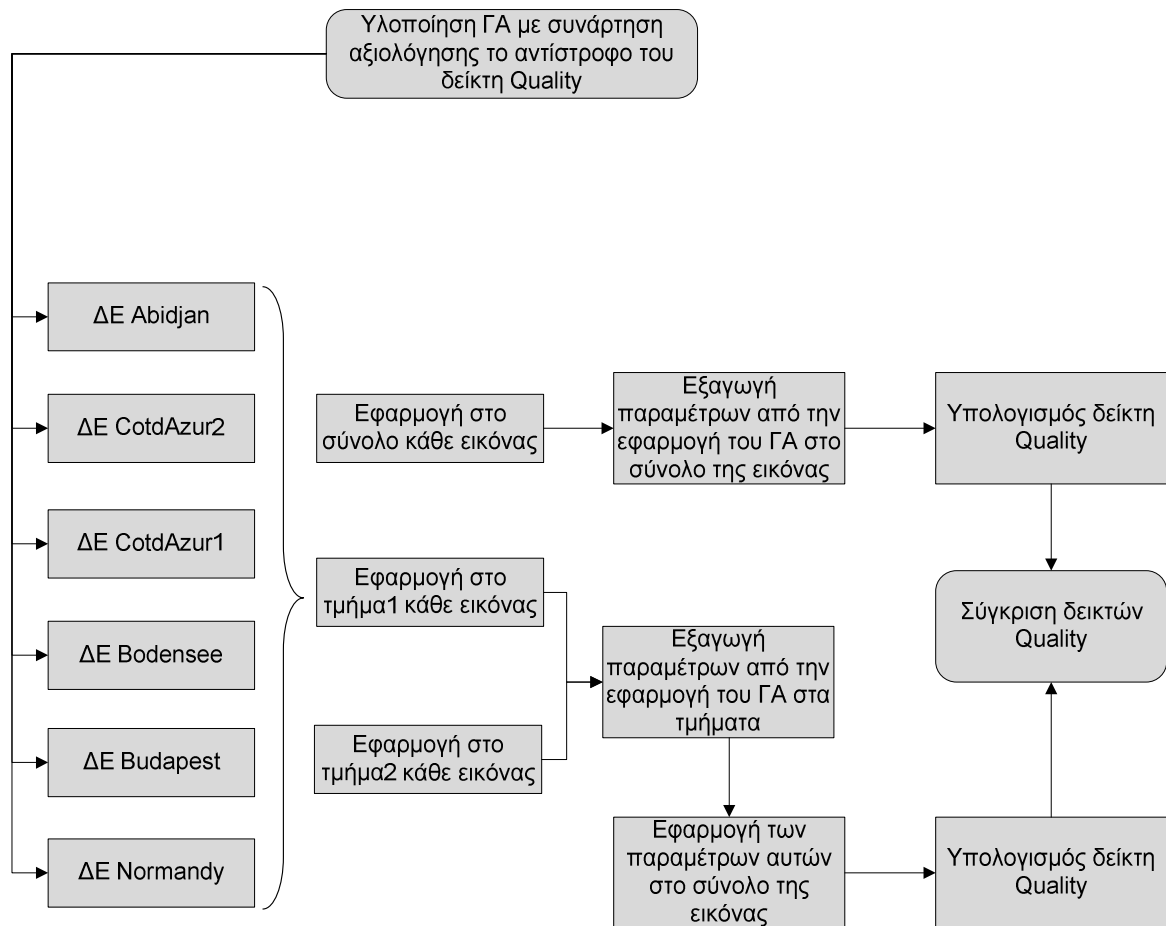 Υλοποίηση ΓΑ με συνάρτηση
αξιολόγησης το αντίστροφο του
δείκτη Quality
ΔΕ Abidjan
ΔΕ CotdAzur2
ΔΕ CotdAzur1
ΔΕ Bodensee
ΔΕ Budapest
ΔΕ Normandy
Εφαρμογή στο
σύνολο κάθε εικόνας
Εξαγωγή
παραμέτρων από την
εφαρμογή του ΓΑ στο
σύνολο της εικόνας
Υπολογισμός δείκτη
Quality
Εφαρμογή στο
τμήμα1 κάθε εικόνας
Εφαρμογή στο
τμήμα2 κάθε εικόνας
Εξαγωγή
παραμέτρων από την
εφαρμογή του ΓΑ στα
τμήματα
Σύγκριση δεικτών
Quality
Εφαρμογή των
παραμέτρων αυτών
στο σύνολο της
εικόνας
Υπολογισμός δείκτη
Quality